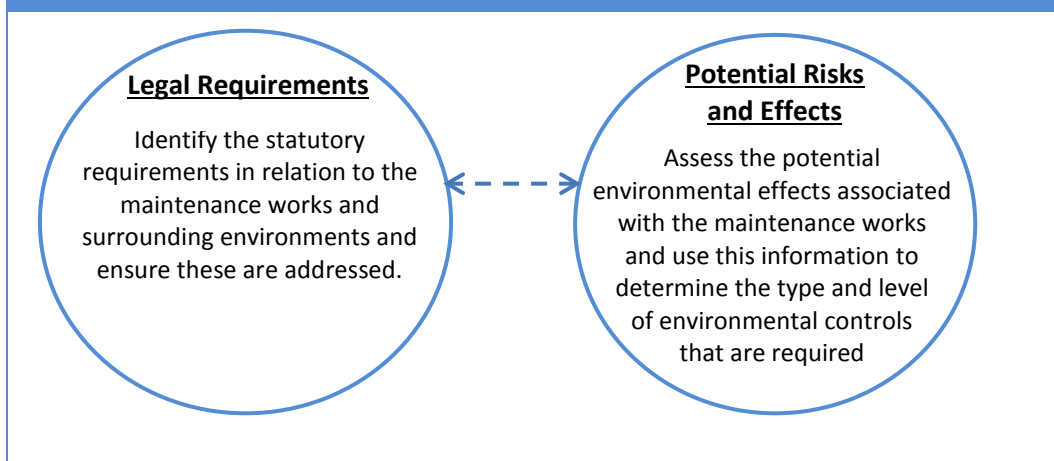 Legal Requirements
Identify the statutory
requirements in relation to the
maintenance works and
surrounding environments and
ensure these are addressed.
Potential Risks
and Effects
Assess the potential
environmental effects associated
with the maintenance works
and use this information to
determine the type and level
of environmental controls
that are required